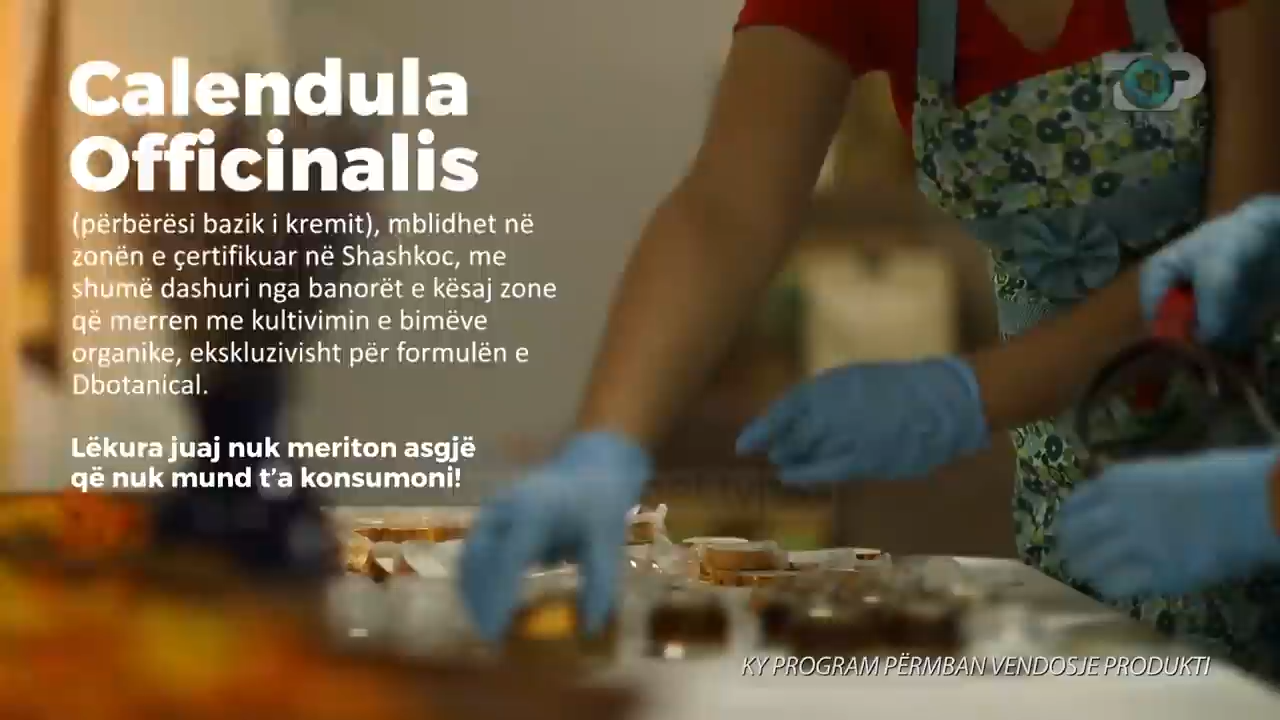 Calendula
Officinalis
(përbërësi bazik i kremit), mblidhet në
zonën e çertifikuar në Shashkoc, me
shumë dashuri nga banorët e kësaj zone
që merren me kultivimin e bimëve
organike, ekskluzivisht për formulën e
Dbotanical.
Lëkura juaj nuk meriton asgjë
që nuk mund t’a konsumoni!
KY PROGRAM PËRMBAN VENDOSJE PRODUKTI